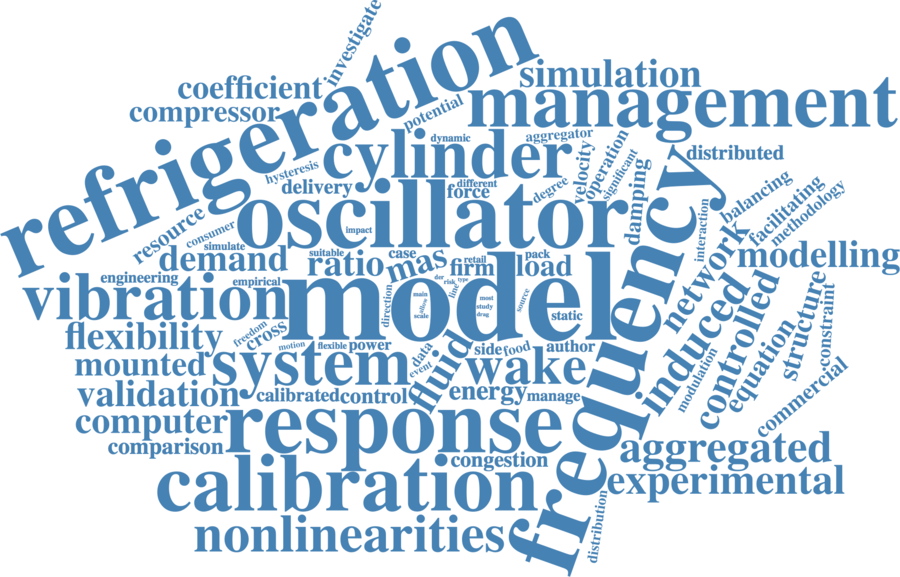 investigate
refrigeration
coefficient
simulation
compressor
potential
management
cylinder
dynamic
aggregator
velocity
operation
significant
hysteresis
delivery
force
different
degree
damping
frequency
distributed
resource
consumer
oscillator
impact
interaction
balancing
facilitating
methodology
simulate
demand
suitable
ratio
case
mas
firm
retail
pack
load
network
modelling
engineering
empirical
vibration
direction
model
main
allow
scale
der
risk
type
line
most
study
drug
source
static
induced
controlled
structure
constraint
flexibility
freedom
cross
motion
flexible
power
data
event
fluid
side
food
author
equation
modulation
mounted
system
wake
commercial
validation
calibrated
control
energy
manage
computer
response
comparison
congestion
aggregated
calibration
experimental
nonlinearities
distribution